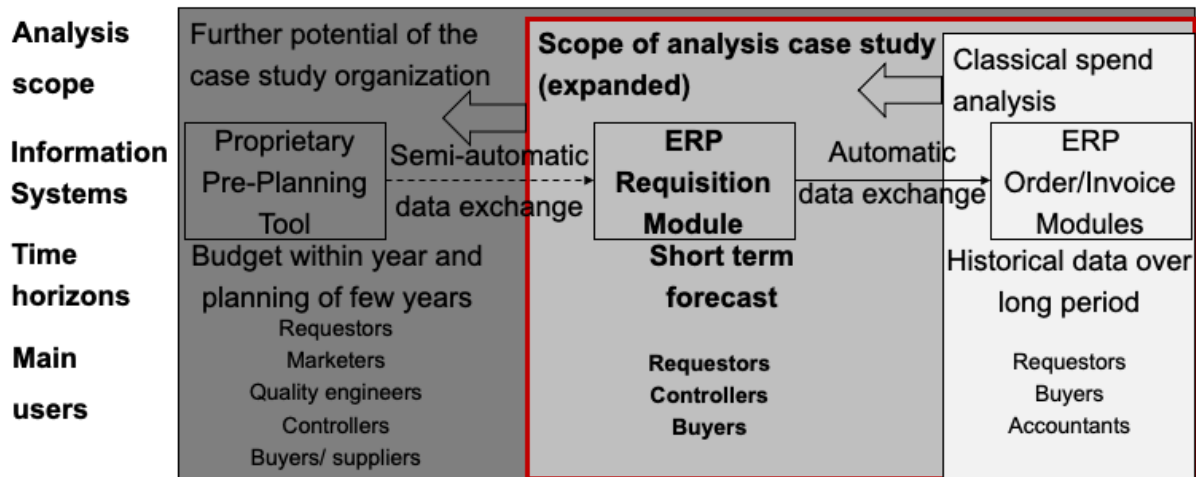 Analysis
scope
Further potential of the
case study organization
Scope of analysis case study
(expanded)
Classical spend
analysis
Information
Systems
Proprietary
Pre-Planning
Tool
Semi-automatic
data exchange
ERP
Requisition
Module
Automatic
data exchange
ERP
Order/Invoice
Modules
Time
horizons
Budget within year and
planning of few years
Short term
forecast
Historical data over
long period
Main
users
Requestors
Marketers
Quality engineers
Controllers
Buyers/ suppliers
Requestors
Controllers
Buyers
Requestors
Buyers
Accountants